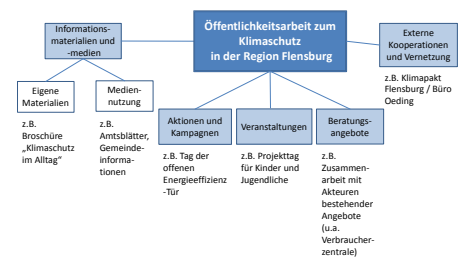 Öffentlichkeitsarbeit zum
Klimaschutz
in der Region Flensburg
Informations-
materialien und
-medien
Externe
Kooperationen
und Vernetzung
z.B. Klimapakt
Flensburg / Büro
Oeding
Eigene
Materialien
z.B.
Broschüre
„Klimaschutz
im Alltag“
Medien-
nutzung
z.B.
Amtsblätter,
Gemeinde-
informa-
tionen
Aktionen und
Kampagnen
z.B. Tag der
offenen
Energieeffizienz
-Tür
Veranstaltungen
z.B. Projekttag
für Kinder und
Jugendliche
Beratungs-
angebote
z.B.
Zusammen-
arbeit mit
Akteuren
bestehender
Angebote
(u.a.
Verbraucher-
zentrale)